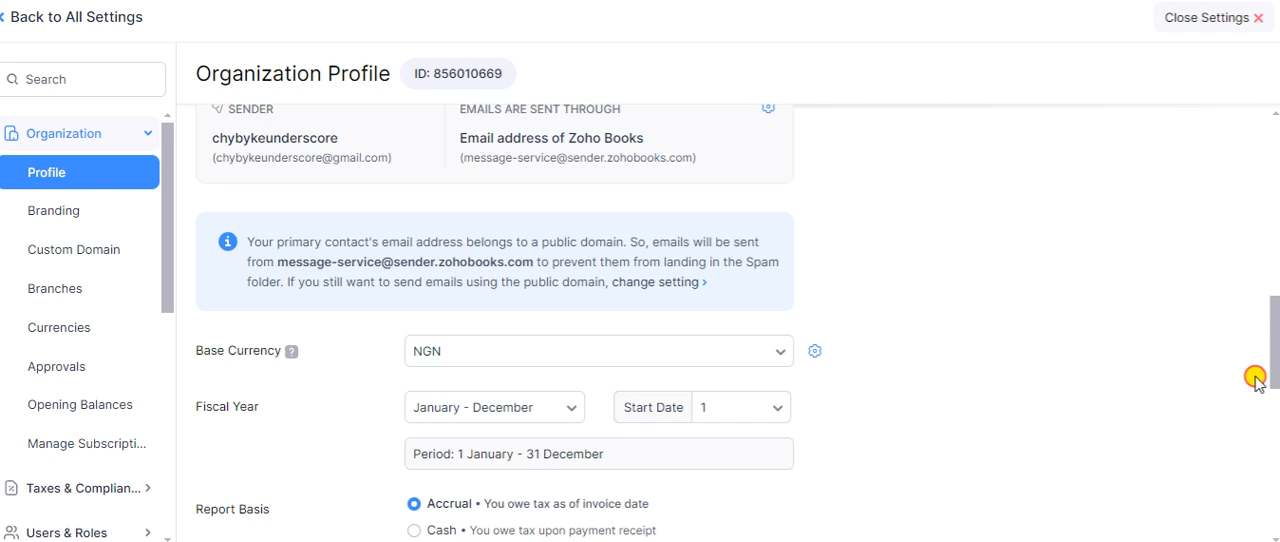 Back to All Settings
Close Settings ×
Search
Organization
Profile
Branding
Custom Domain
Branches
Currencies
Approvals
Opening Balances
Manage Subscripti...
Taxes & Complian...
Users & Roles
Organization Profile ID: 856010669
SENDER EMAILS ARE SENT THROUGH
chybykeunderscore Email address of Zoho Books
(chybykeunderscore@gmail.com) (message-service@sender.zohobooks.com)
Your primary contact's email address belongs to a public domain. So, emails will be sent
from message-service@sender.zohobooks.com to prevent them from landing in the Spam
folder. If you still want to send emails using the public domain, change setting ›
Base Currency ? NGN
Fiscal Year January - December Start Date 1
Period: 1 January - 31 December
Report Basis Accrual • You owe tax as of invoice date
Cash • You owe tax upon payment receipt